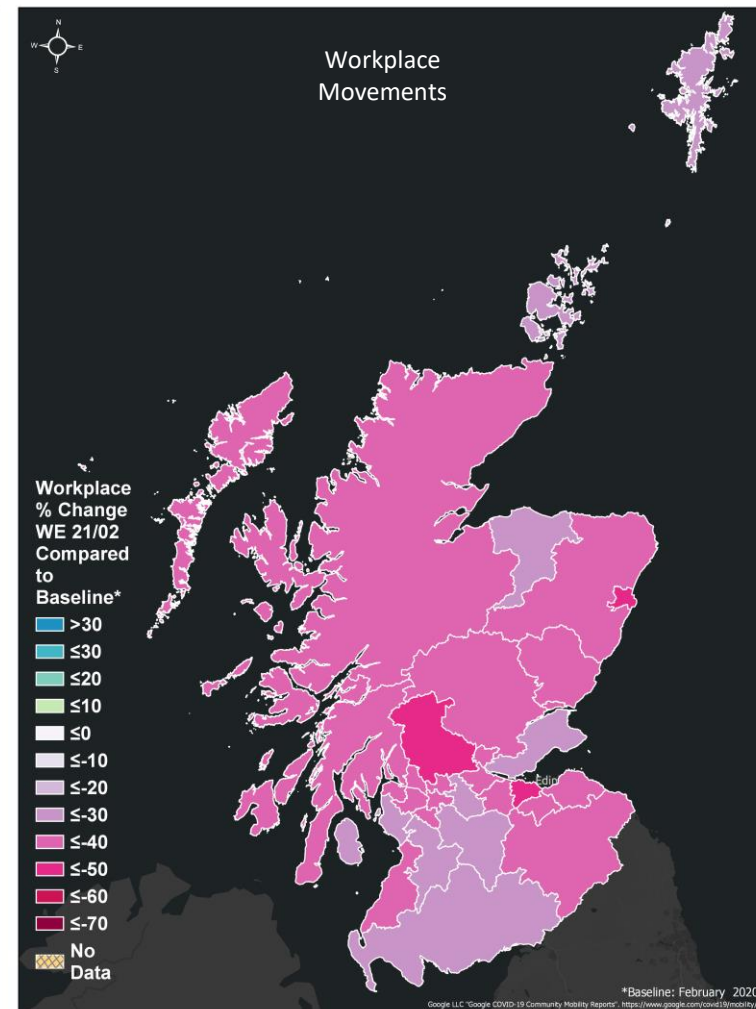 N
W E
S
Workplace
Movements
Workplace
% Change
WE 21/02
Compared
to
Baseline*
>30
≤30
≤20
≤10
≤0
≤-10
≤-20
≤-30
≤-40
≤-50
≤-60
≤-70
No
Data
Edin
*Baseline: February 2020
Google LLC "Google COVID-19 Community Mobility Reports". https://www.google.com/covid19/mobility/